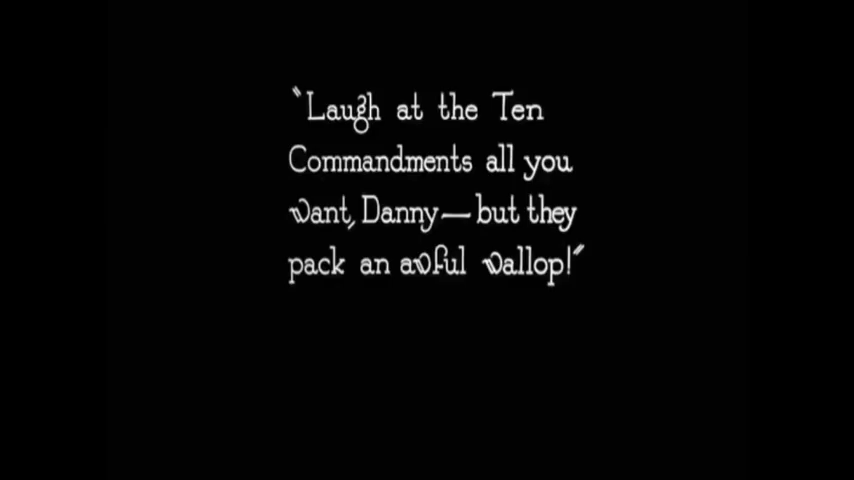 “Laugh at the Ten
Commandments all you
want, Danny—but they
pack an awful wallop!”